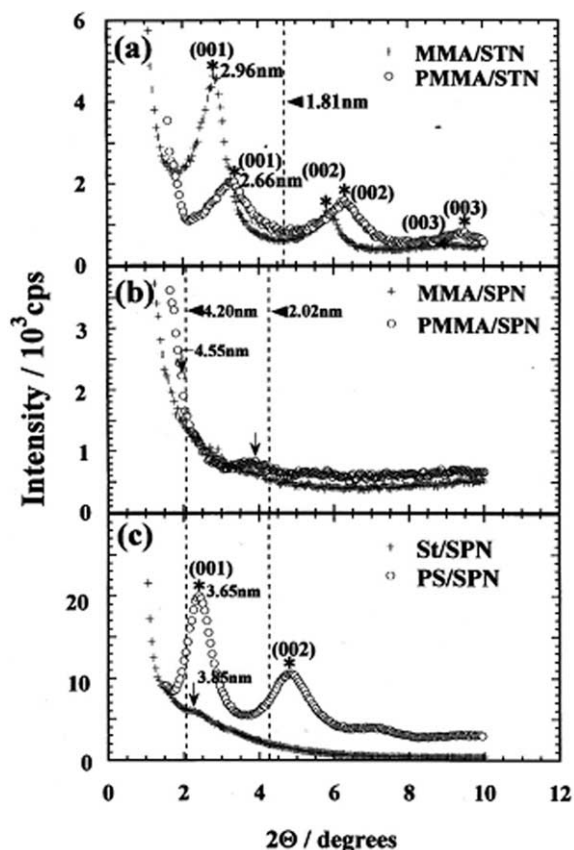 Intensity / 10³ cps
6
4
2
0
(a)
(001)
2.96nm
(001)
2.66nm
1.81nm
(002)
(002)
(003)
(003)
MMA/STN
PMMA/STN
3
2
1
0
(b)
4.20nm
2.02nm
4.55nm
MMA/SPN
PMMA/SPN
20
10
0
(c)
(001)
3.65nm
3.85nm
(002)
St/SPN
PS/SPN
0 2 4 6 8 10
2Θ / degrees